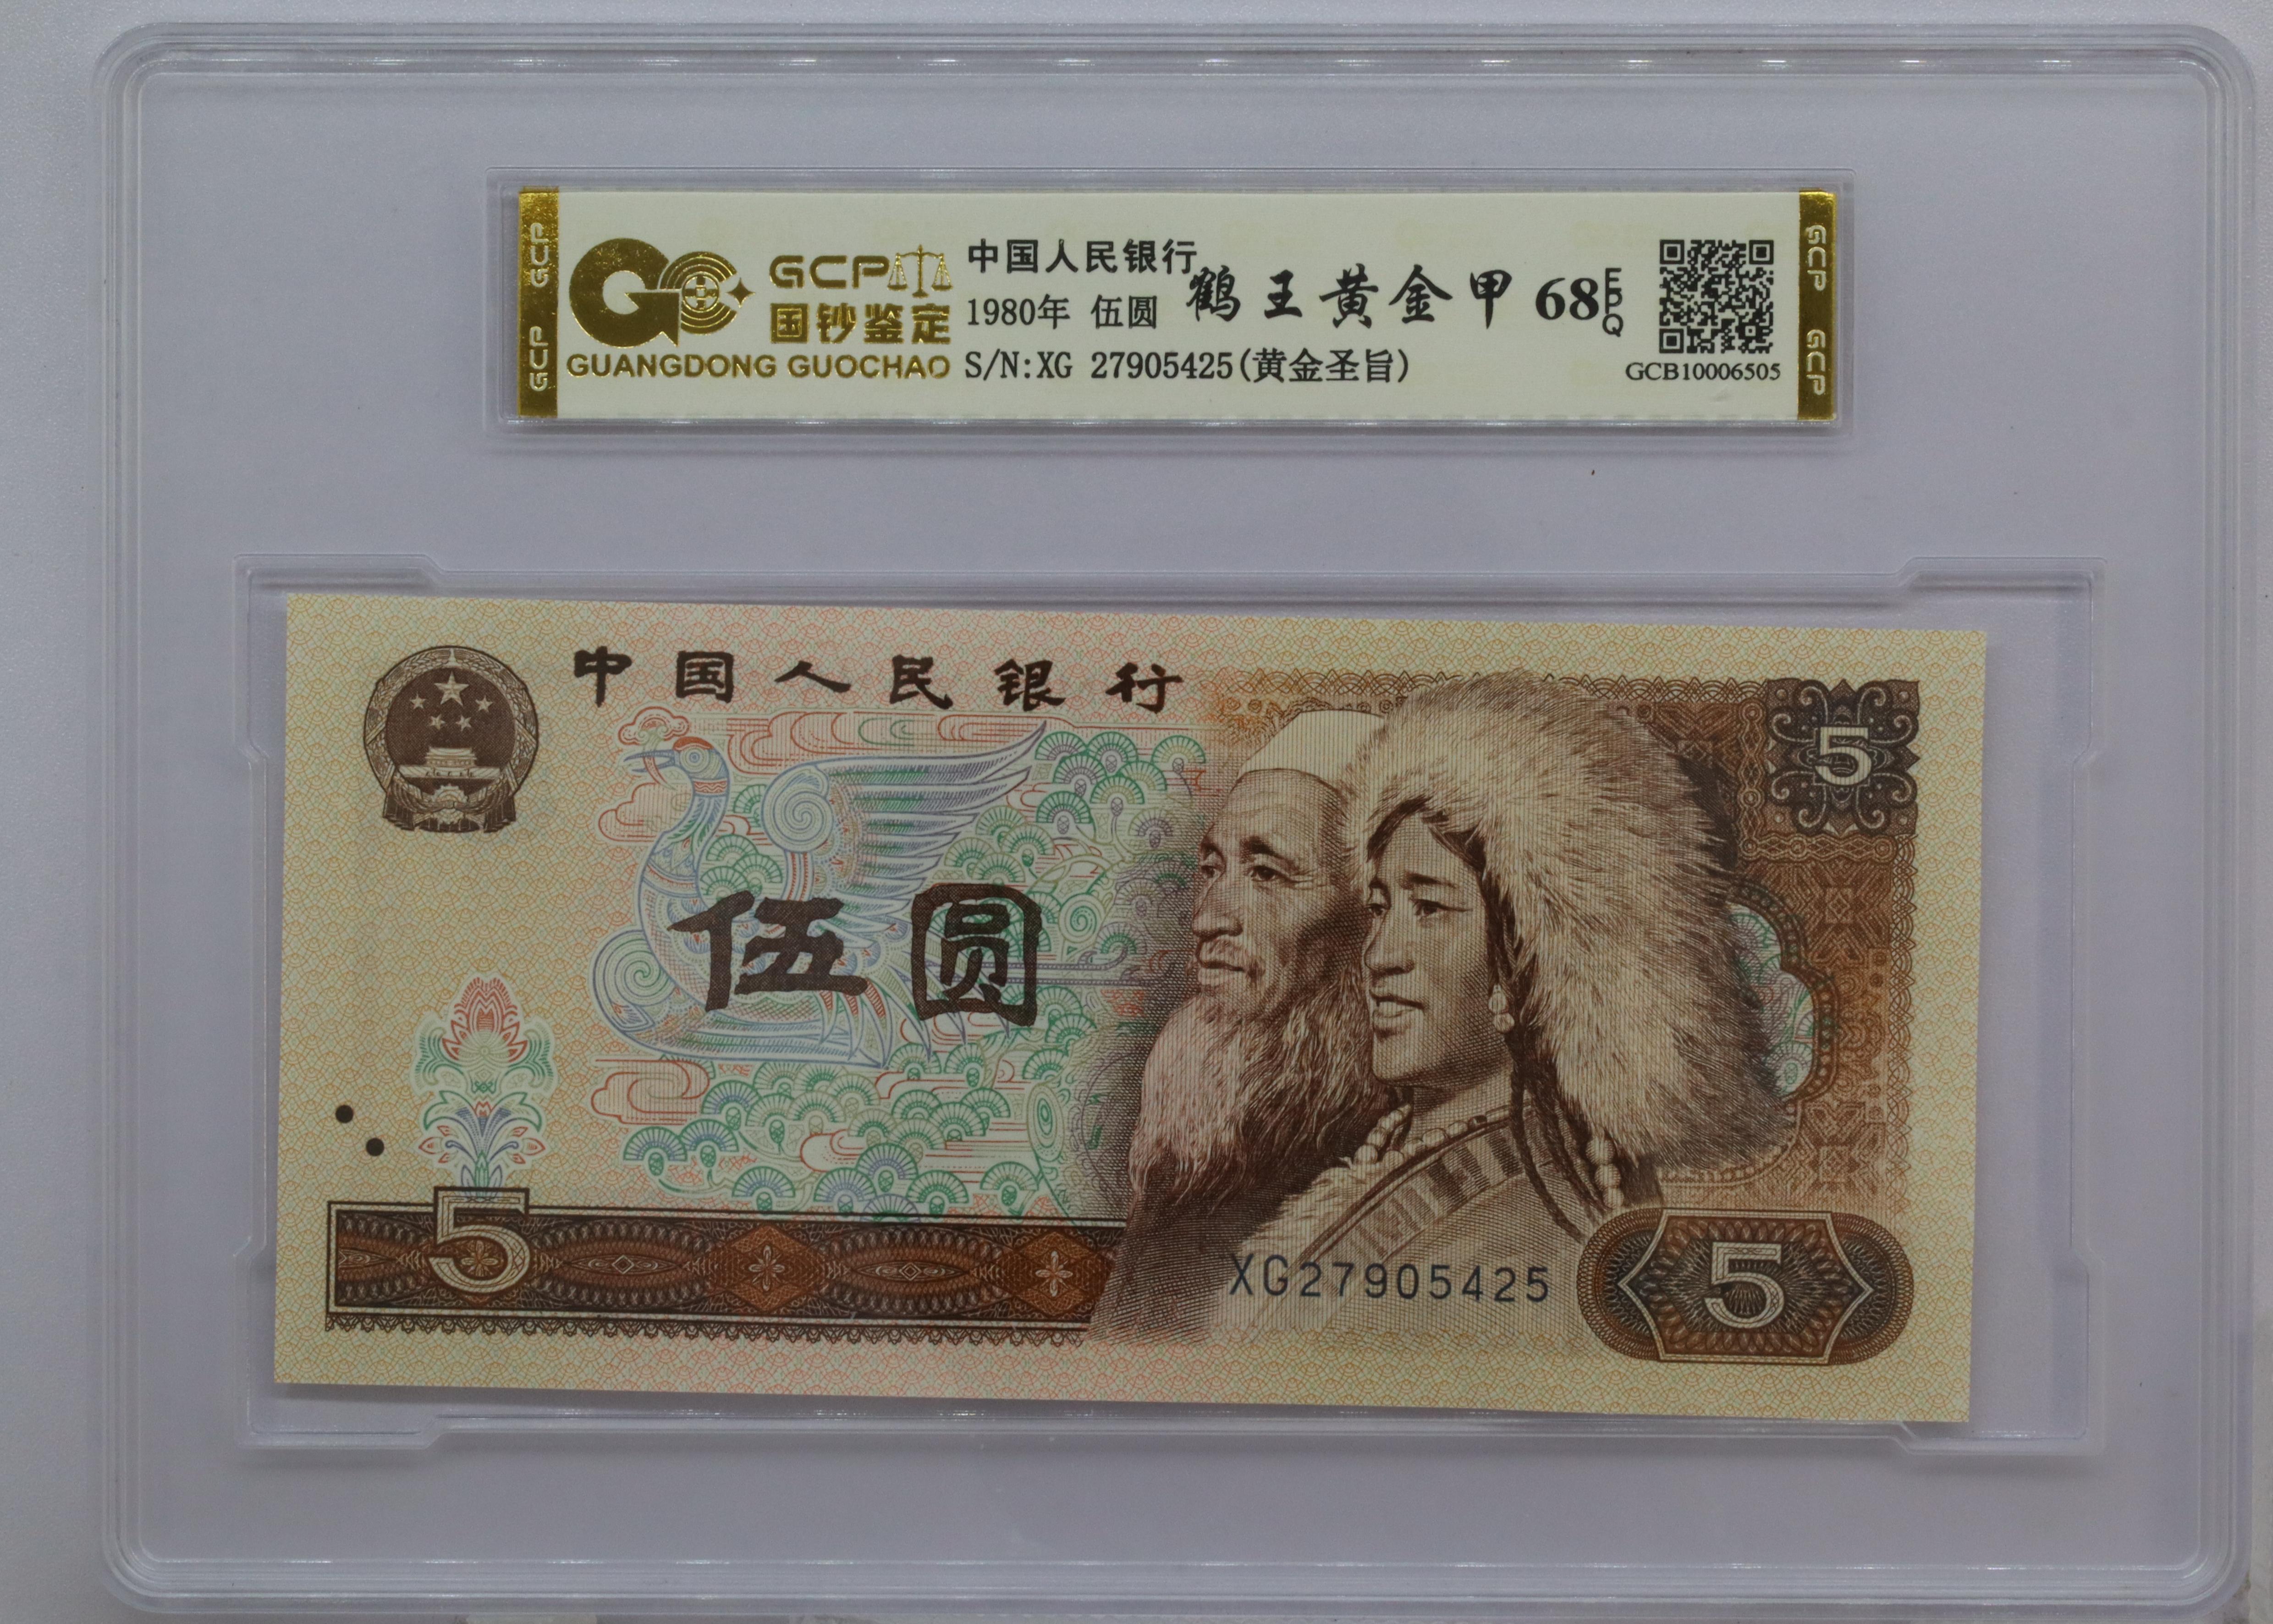 GCP GCP
GCP
国钞鉴定
GUANGDONG GUOCHAO
中国人民银行
1980年 伍圆
鹤王黄金甲 68 EPQ
S/N:XG 27905425(黄金圣旨)
GCB10006505
GCP GCP
中国人民银行
5
伍圆
5
XG27905425
5